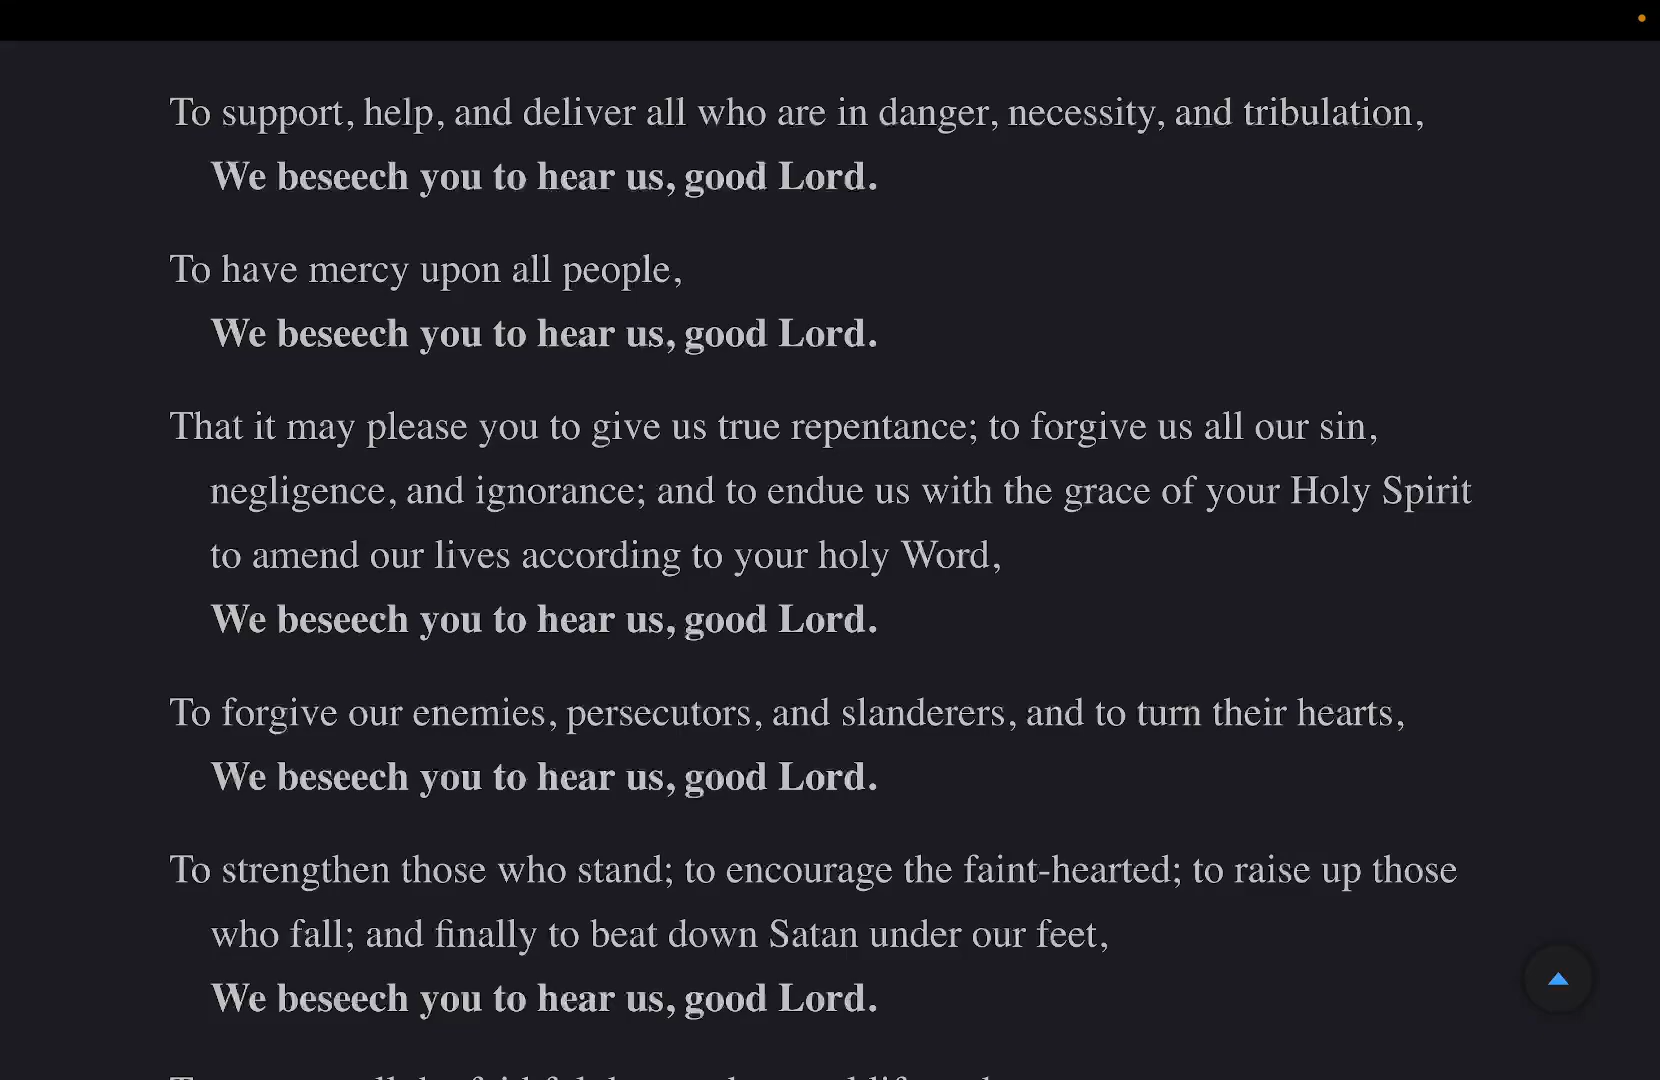 To support, help, and deliver all who are in danger, necessity, and tribulation,
We beseech you to hear us, good Lord.
To have mercy upon all people,
We beseech you to hear us, good Lord.
That it may please you to give us true repentance; to forgive us all our sin,
negligence, and ignorance; and to endue us with the grace of your Holy Spirit
to amend our lives according to your holy Word,
We beseech you to hear us, good Lord.
To forgive our enemies, persecutors, and slanderers, and to turn their hearts,
We beseech you to hear us, good Lord.
To strengthen those who stand; to encourage the faint-hearted; to raise up those
who fall; and finally to beat down Satan under our feet,
We beseech you to hear us, good Lord.